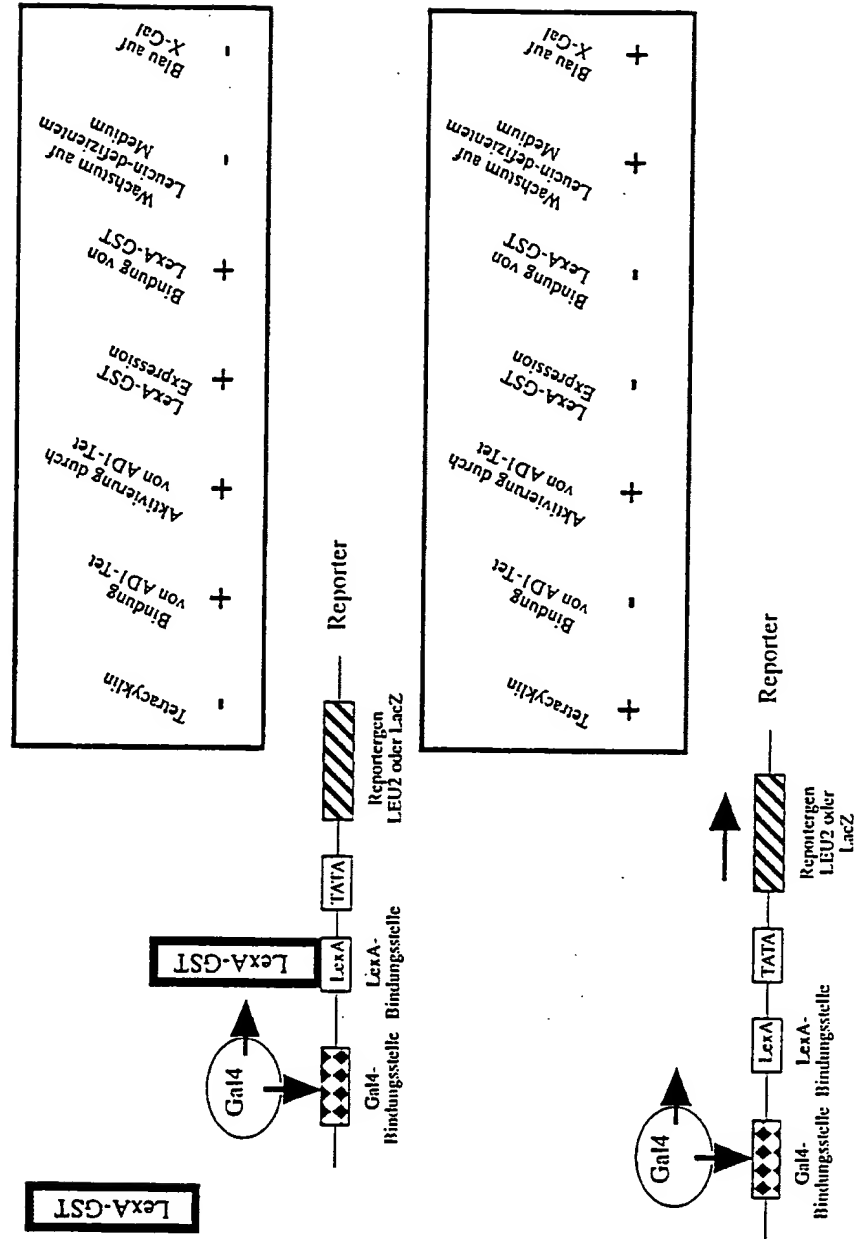 Tetracyklin
-
Bindung
von AD1-Tet
+
Aktivierung durch
von AD1-Tet
+
LexA-GST
Expression
+
Bindung von
LexA-GST
+
Wachstum auf
Leucin-defizientem
Medium
-
Blau auf
X-Gal
-
LexA-GST
Gal4
LexA-GST
LexA
TATA
Reporter
Gal4-
Bindungsstelle
LexA-
Bindungsstelle
Reportergen
LEU2 oder LacZ
Tetracyklin
+
Bindung
von AD1-Tet
-
Aktivierung durch
von AD1-Tet
+
LexA-GST
Expression
-
Bindung von
LexA-GST
-
Wachstum auf
Leucin-defizientem
Medium
+
Blau auf
X-Gal
+
Gal4
LexA
TATA
Reporter
Gal4-
Bindungsstelle
LexA-
Bindungsstelle
Reportergen
LEU2 oder
LacZ